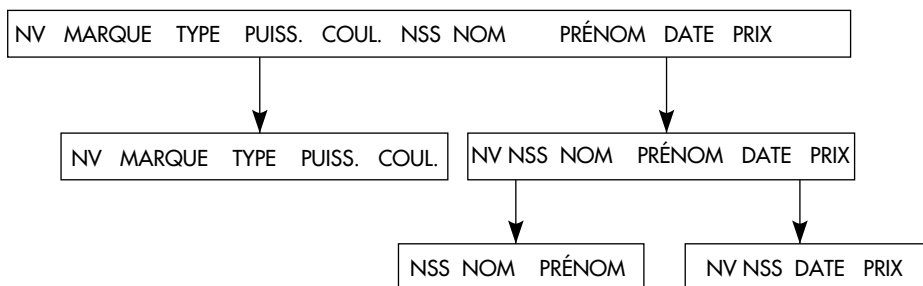 NV MARQUE TYPE PUISS. COUL. NSS NOM PRÉNOM DATE PRIX
NV MARQUE TYPE PUISS. COUL.
NV NSS NOM PRÉNOM DATE PRIX
NSS NOM PRÉNOM
NV NSS DATE PRIX